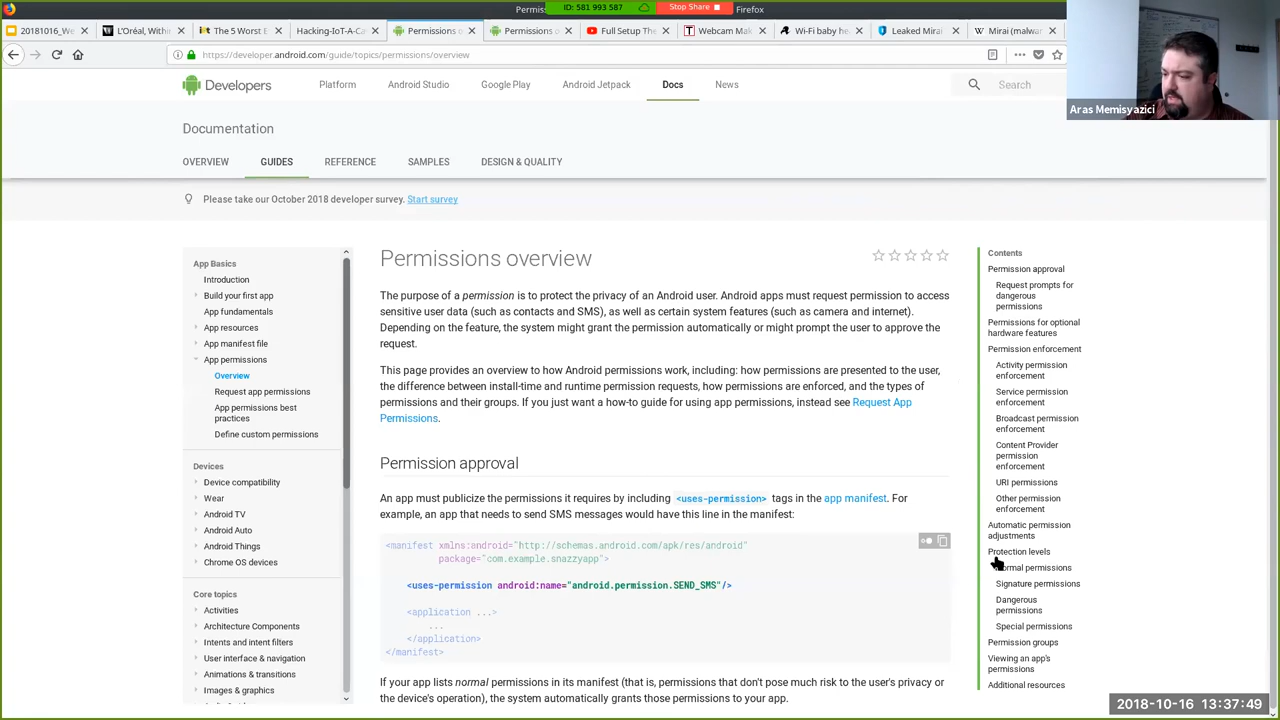 Permiss
ID: 581 993 587
Stop Share
Firefox
20181016_We
L'Oréal, Withi
The 5 Worst E
Hacking-IoT-A-Ca
Permissions o
Permissions o
Full Setup The
Webcam Mak
Wi-Fi baby he
Leaked Mirai
Mirai (malwar
https://developer.android.com/guide/topics/permissions/overview
Developers
Platform
Android Studio
Google Play
Android Jetpack
Docs
News
Search
Aras Memisyazici
Documentation
OVERVIEW
GUIDES
REFERENCE
SAMPLES
DESIGN & QUALITY
Please take our October 2018 developer survey. Start survey
App Basics
Introduction
Build your first app
App fundamentals
App resources
App manifest file
App permissions
Overview
Request app permissions
App permissions best
practices
Define custom permissions
Devices
Device compatibility
Wear
Android TV
Android Auto
Android Things
Chrome OS devices
Core topics
Activities
Architecture Components
Intents and intent filters
User interface & navigation
Animations & transitions
Images & graphics
Permissions overview
The purpose of a permission is to protect the privacy of an Android user. Android apps must request permission to access
sensitive user data (such as contacts and SMS), as well as certain system features (such as camera and internet).
Depending on the feature, the system might grant the permission automatically or might prompt the user to approve the
request.
This page provides an overview to how Android permissions work, including: how permissions are presented to the user,
the difference between install-time and runtime permission requests, how permissions are enforced, and the types of
permissions and their groups. If you just want a how-to guide for using app permissions, instead see Request App
Permissions.
Permission approval
An app must publicize the permissions it requires by including <uses-permission> tags in the app manifest. For
example, an app that needs to send SMS messages would have this line in the manifest:
<manifest xmlns:android="http://schemas.android.com/apk/res/android"
package="com.example.snazzyapp">
<uses-permission android:name="android.permission.SEND_SMS"/>
<application ...>
...
</application>
</manifest>
If your app lists normal permissions in its manifest (that is, permissions that don't pose much risk to the user's privacy or
the device's operation), the system automatically grants those permissions to your app.
Contents
Permission approval
Request prompts for
dangerous
permissions
Permissions for optional
hardware features
Permission enforcement
Activity permission
enforcement
Service permission
enforcement
Broadcast permission
enforcement
Content Provider
permission
enforcement
URI permissions
Other permission
enforcement
Automatic permission
adjustments
Protection levels
ormal permissions
Signature permissions
Dangerous
permissions
Special permissions
Permission groups
Viewing an app's
permissions
Additional resources
2018-10-16 13:37:49